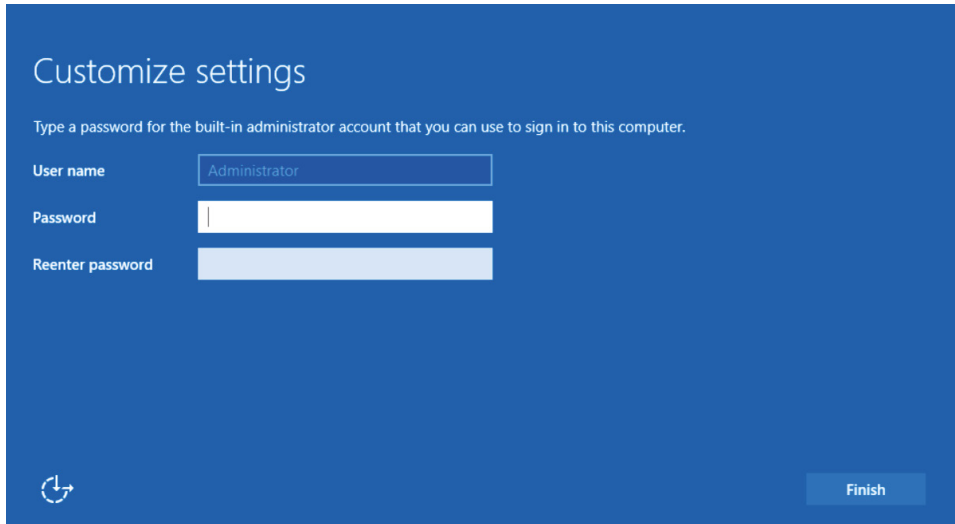 Customize settings
Type a password for the built-in administrator account that you can use to sign in to this computer.
User name
Administrator
Password
Reenter password
Finish